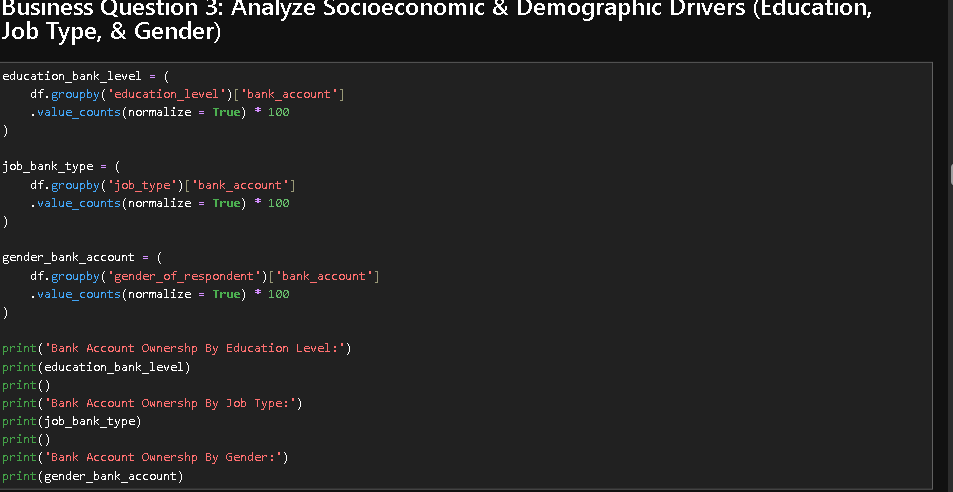 Business Question 3: Analyze Socioeconomic & Demographic Drivers (Education,
Job Type, & Gender)
education_bank_level = (
    df.groupby('education_level')['bank_account']
    .value_counts(normalize = True) * 100
)
job_bank_type = (
    df.groupby('job_type')['bank_account']
    .value_counts(normalize = True) * 100
)
gender_bank_account = (
    df.groupby('gender_of_respondent')['bank_account']
    .value_counts(normalize = True) * 100
)
print('Bank Account Ownershp By Education Level:')
print(education_bank_level)
print()
print('Bank Account Ownershp By Job Type:')
print(job_bank_type)
print()
print('Bank Account Ownershp By Gender:')
print(gender_bank_account)